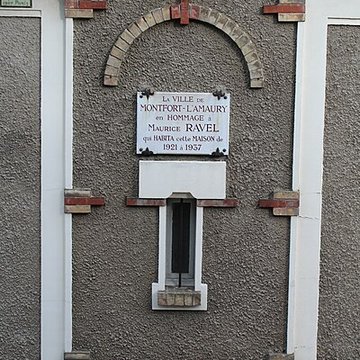 La VILLE de
MONTFORT-L'AMAURY
en HOMMAGE à
MAURICE RAVEL
qui HABITA cette MAISON de
1921 à 1937